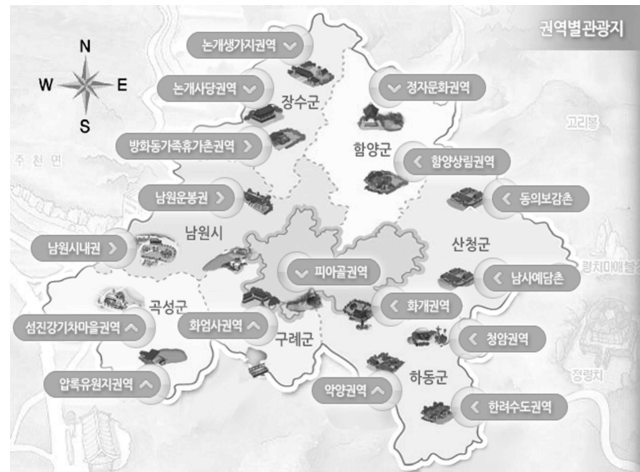 권역별관광지
논개생가지권역
N
W E
S
논개사당권역
정자문화권역
장수군
고리봉
방화동가족휴가촌권역
함양군
함양상림권역
주천면
남원운봉권
동의보감촌
남원시
남원시내권
산청군
피아골권역
남사예담촌
곡성군
화개권역
섬진강기차마을권역
화엄사권역
구례군
청암권역
하동군
정령치
압록유원지권역
악양권역
한려수도권역